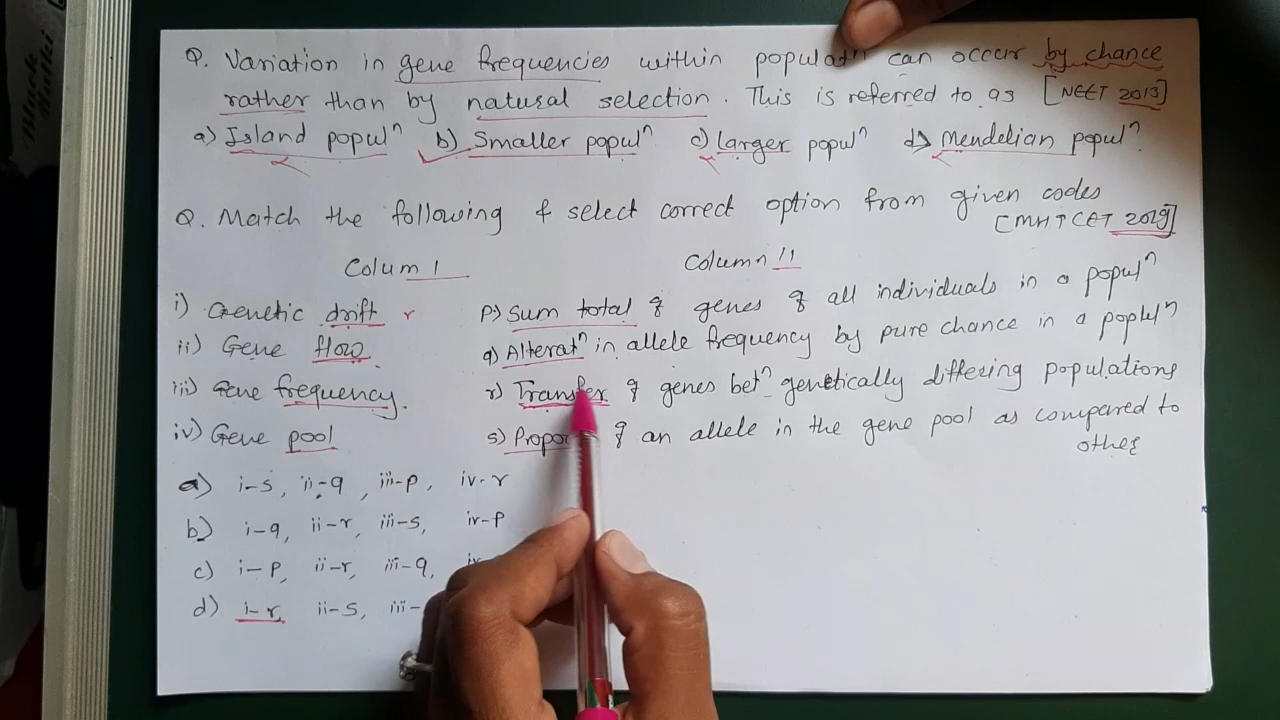 Q. Variation in gene frequencies within populatn can occur by chance
rather than by natural selection. This is referred to as [NEET 2013]
a) Island populn b) Smaller populn c) Larger populn d) Mendelian populn.
Q. Match the following & select correct option from given codes
[MHTCET 2019]
Colum I Column II
i) Genetic drift r p) Sum total of genes of all individuals in a populn
ii) Gene flow q) Alteratn in allele frequency by pure chance in a popln
iii) Gene frequency. r) Transfer of genes betn genetically differing populations
iv) Gene pool s) of an allele in the gene pool as compared to
other
a) i-s, ii-q, iii-p, iv-r
b) i-q, ii-r, iii-s, iv-p
c) i-p, ii-r, iii-q,
d) i-r, ii-s, iii-